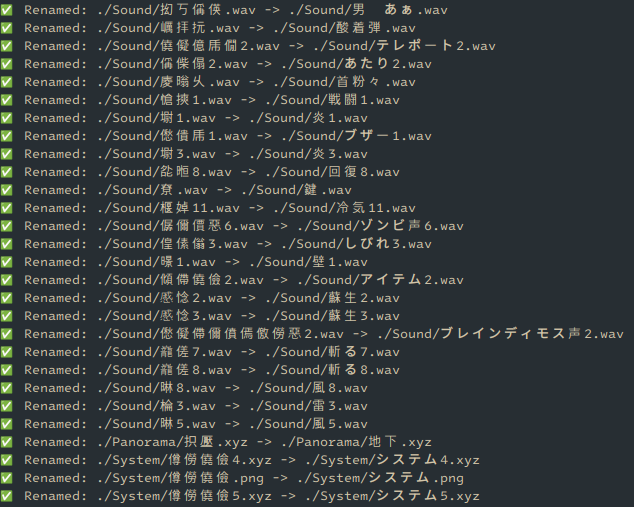 ✅ Renamed: ./Sound/抝丂偁偀.wav -> ./Sound/男　あぁ.wav
✅ Renamed: ./Sound/巁拝抏.wav -> ./Sound/酸着弾.wav
✅ Renamed: ./Sound/僥儗億乕僩2.wav -> ./Sound/テレポート2.wav
✅ Renamed: ./Sound/偁偨傝2.wav -> ./Sound/あたり2.wav
✅ Renamed: ./Sound/庱暡乆.wav -> ./Sound/首粉々.wav
✅ Renamed: ./Sound/愴摤1.wav -> ./Sound/戦闘1.wav
✅ Renamed: ./Sound/墛1.wav -> ./Sound/炎1.wav
✅ Renamed: ./Sound/僽僓乕1.wav -> ./Sound/ブザー1.wav
✅ Renamed: ./Sound/墛3.wav -> ./Sound/炎3.wav
✅ Renamed: ./Sound/夞暅8.wav -> ./Sound/回復8.wav
✅ Renamed: ./Sound/尞.wav -> ./Sound/鍵.wav
✅ Renamed: ./Sound/椻婥11.wav -> ./Sound/冷気11.wav
✅ Renamed: ./Sound/僝儞價惡6.wav -> ./Sound/ゾンビ声6.wav
✅ Renamed: ./Sound/偟傃傟3.wav -> ./Sound/しびれ3.wav
✅ Renamed: ./Sound/暻1.wav -> ./Sound/壁1.wav
✅ Renamed: ./Sound/傾僀僥儉2.wav -> ./Sound/アイテム2.wav
✅ Renamed: ./Sound/慼惗2.wav -> ./Sound/蘇生2.wav
✅ Renamed: ./Sound/慼惗3.wav -> ./Sound/蘇生3.wav
✅ Renamed: ./Sound/僽儗僀儞僨傿儌僗惡2.wav -> ./Sound/ブレインディモス声2.wav
✅ Renamed: ./Sound/巃傞7.wav -> ./Sound/斬る7.wav
✅ Renamed: ./Sound/巃傞8.wav -> ./Sound/斬る8.wav
✅ Renamed: ./Sound/晽8.wav -> ./Sound/風8.wav
✅ Renamed: ./Sound/棆3.wav -> ./Sound/雷3.wav
✅ Renamed: ./Sound/晽5.wav -> ./Sound/風5.wav
✅ Renamed: ./Panorama/抧壓.xyz -> ./Panorama/地下.xyz
✅ Renamed: ./System/僔僗僥儉4.xyz -> ./System/システム4.xyz
✅ Renamed: ./System/僔僗僥儉.png -> ./System/システム.png
✅ Renamed: ./System/僔僗僥儉5.xyz -> ./System/システム5.xyz